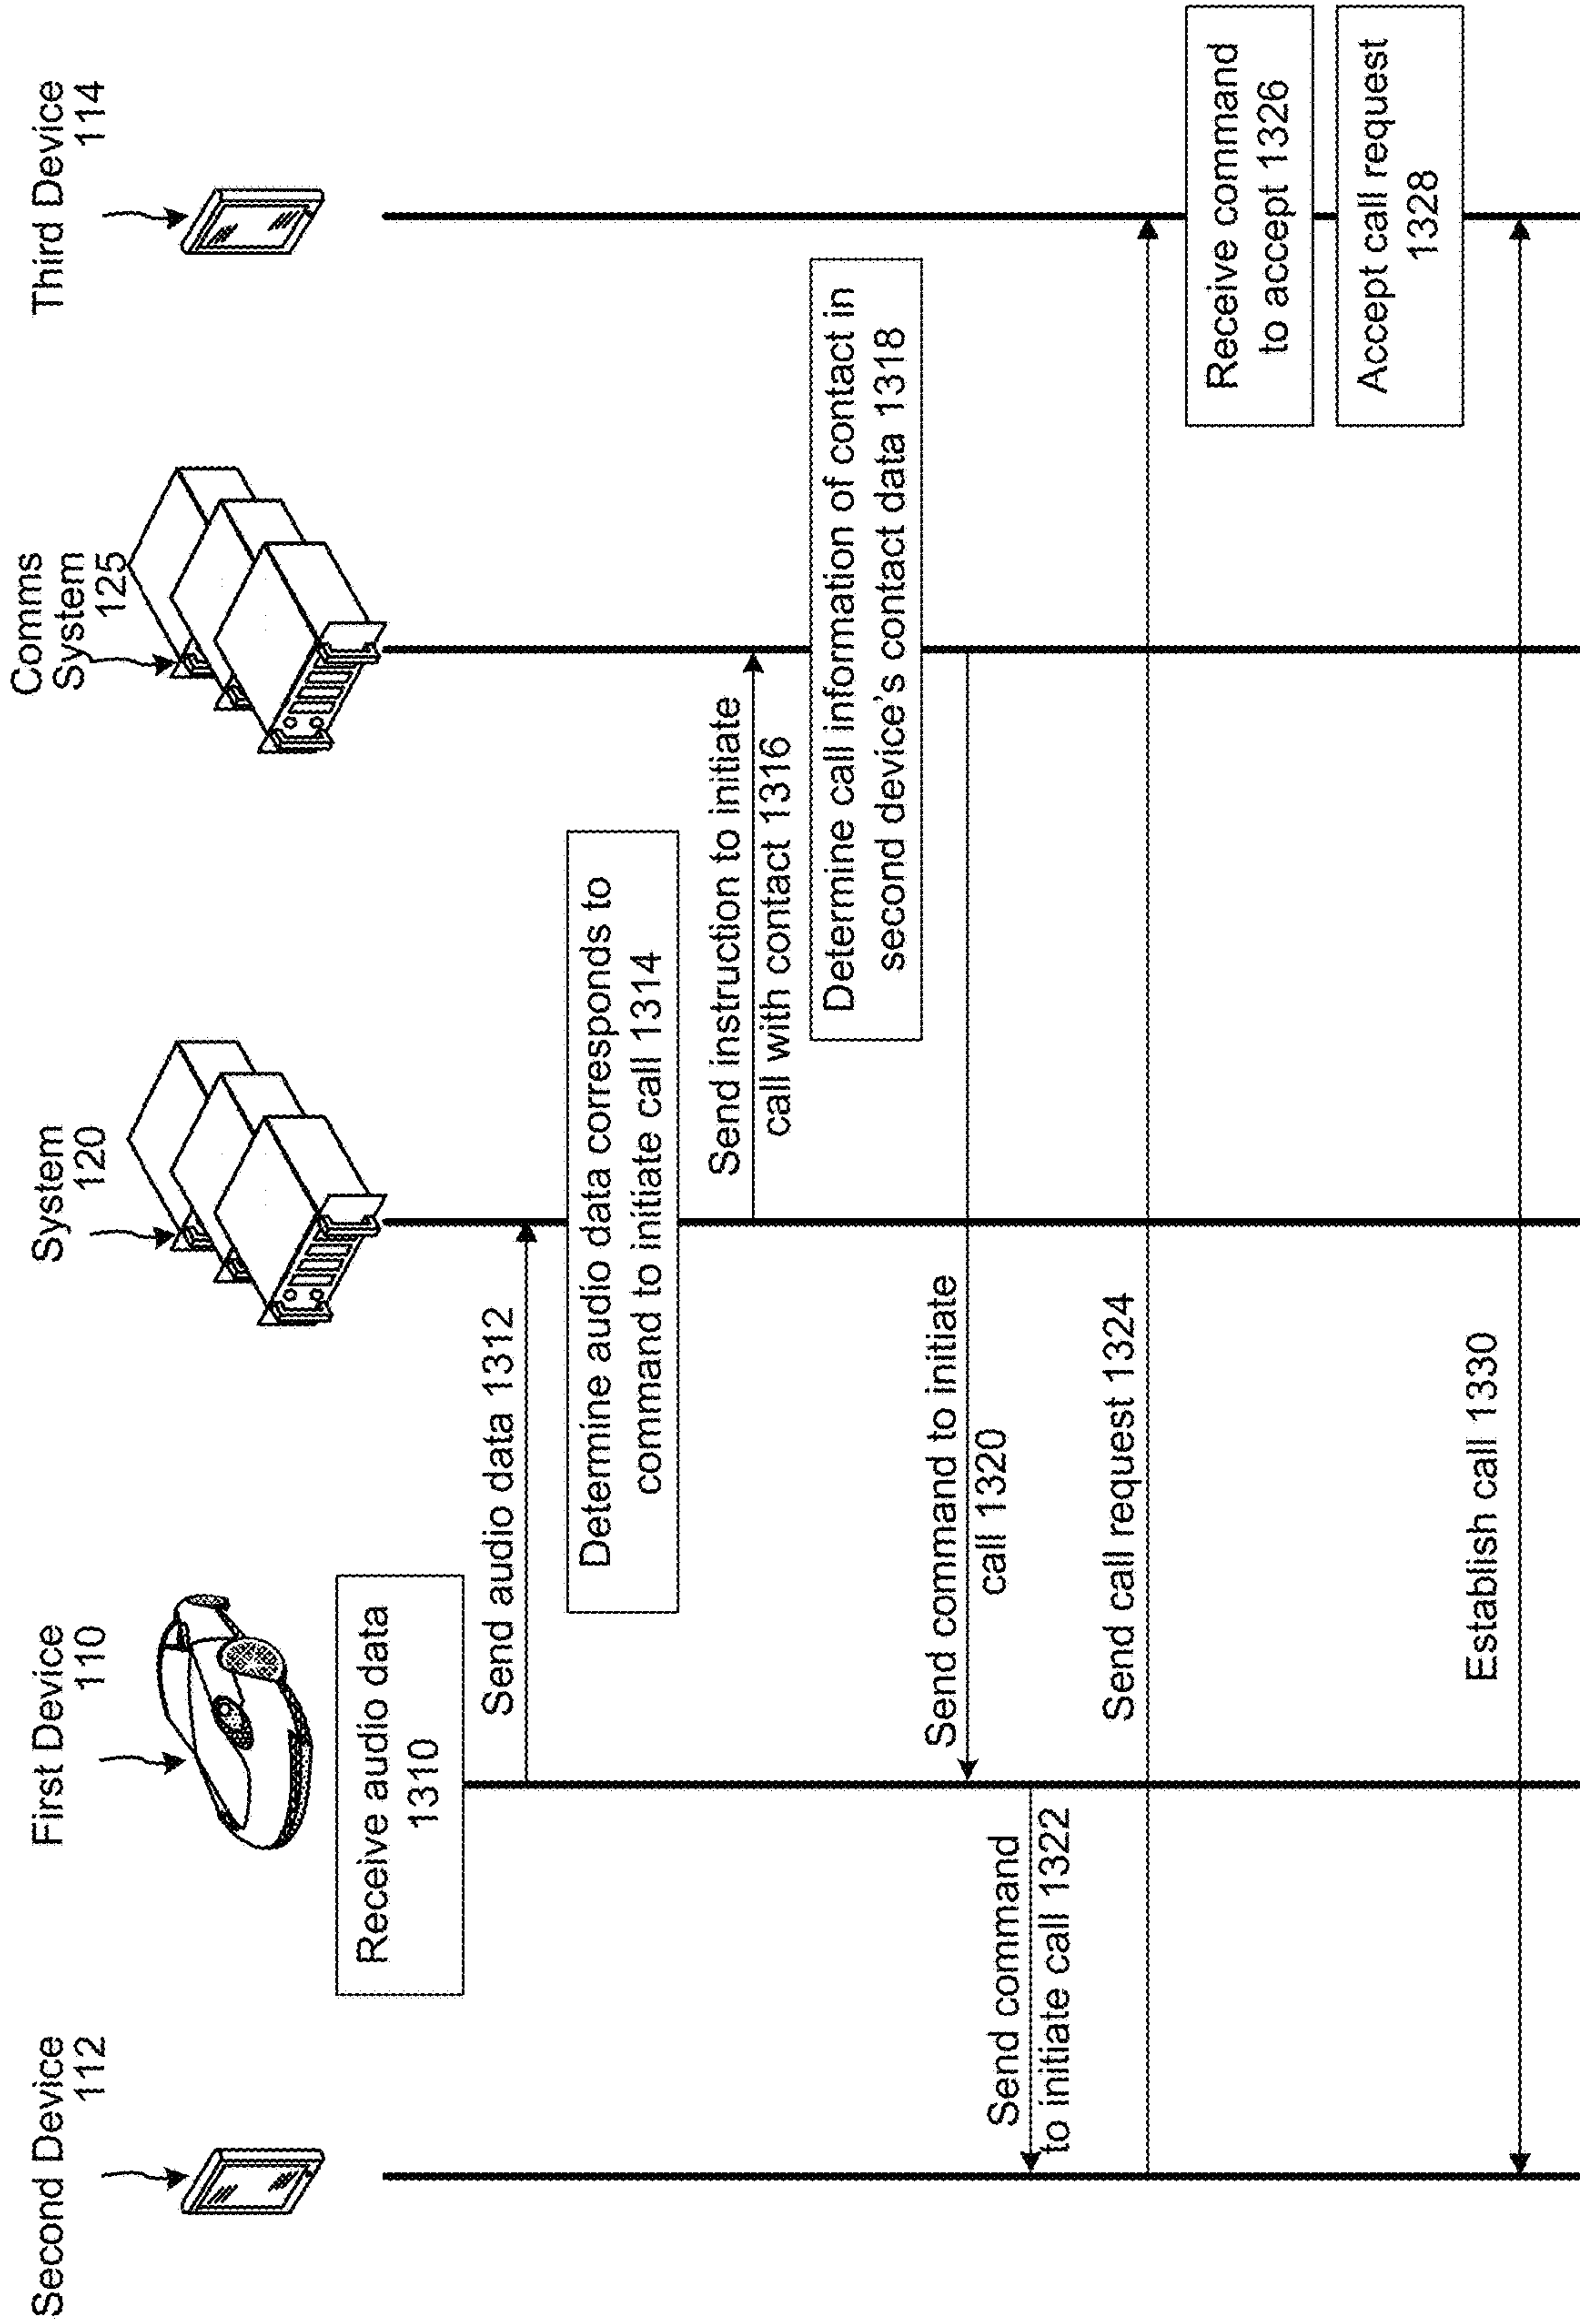 Second Device
112
First Device
110
System
120
Comms
System
125
Third Device
114
Receive audio data
1310
Send audio data 1312
Determine audio data corresponds to
command to initiate call 1314
Send instruction to initiate
call with contact 1316
Determine call information of contact in
second device's contact data 1318
Send command to initiate
call 1320
Send command
to initiate call 1322
Send call request 1324
Receive command
to accept 1326
Accept call request
1328
Establish call 1330